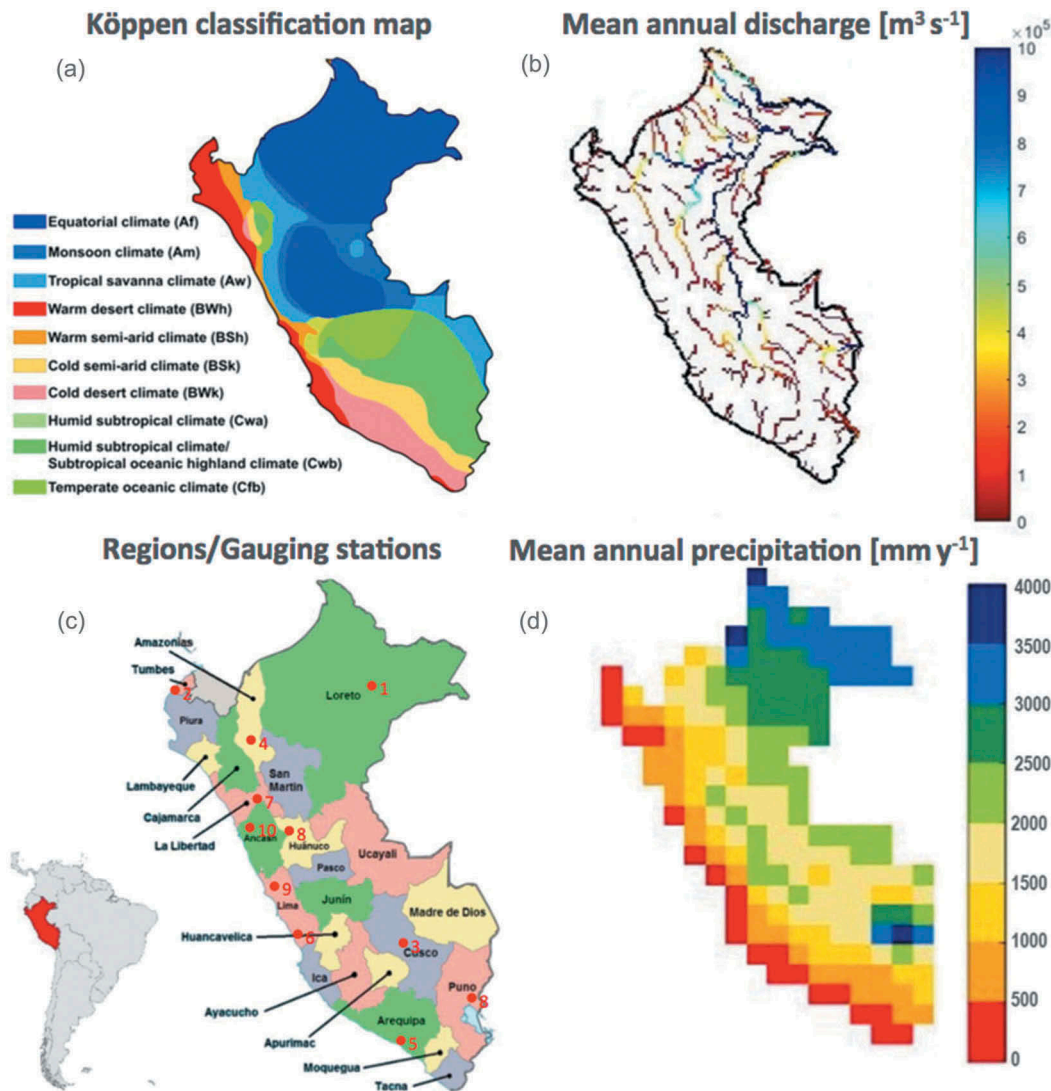 Köppen classification map
Mean annual discharge [m³ s⁻¹]
(a)
(b)
×10⁵
10
9
8
7
6
5
4
3
2
1
0
Equatorial climate (Af)
Monsoon climate (Am)
Tropical savanna climate (Aw)
Warm desert climate (BWh)
Warm semi-arid climate (BSh)
Cold semi-arid climate (BSk)
Cold desert climate (BWk)
Humid subtropical climate (Cwa)
Humid subtropical climate/
Subtropical oceanic highland climate (Cwb)
Temperate oceanic climate (Cfb)
Regions/Gauging stations
Mean annual precipitation [mm y⁻¹]
(c)
(d)
Amazonias
Tumbes
2
Loreto
1
Piura
4
San
Martin
Lambayeque
Cajamarca
7
La Libertad
10
Ancash
8
Huánuco
Ucayali
Pasco
9
Lima
Junín
Madre de Dios
Huancavelica
6
3
Cusco
Ica
Puno
8
Ayacucho
Arequipa
Apurimac
5
Moquegua
Tacna
4000
3500
3000
2500
2000
1500
1000
500
0